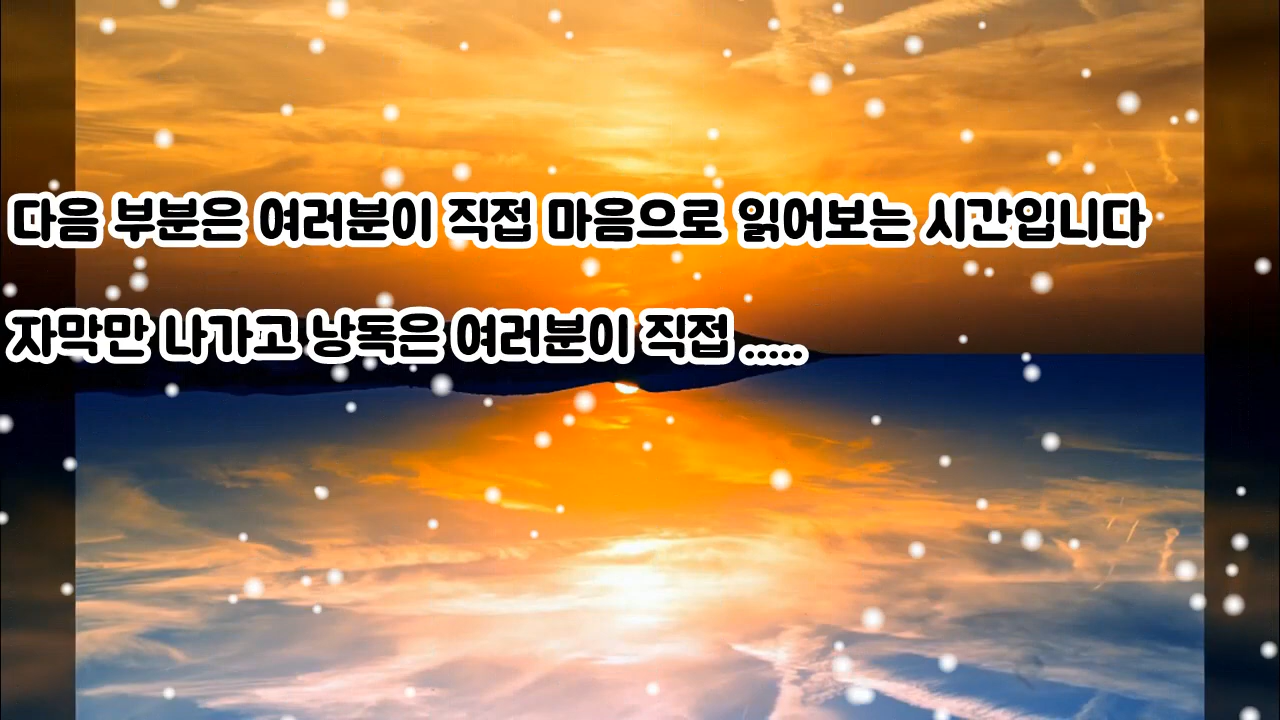 다음 부분은 여러분이 직접 마음으로 읽어보는 시간입니다
자막만 나가고 낭독은 여러분이 직접 .....